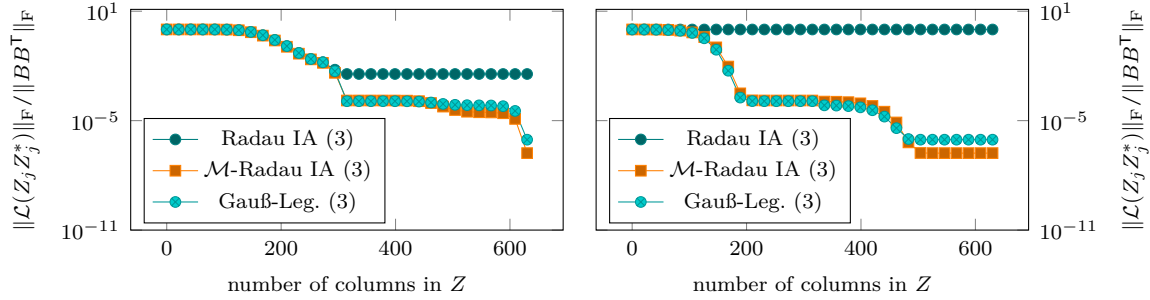 ‖ℒ(Z_j Z_j^*)‖_F / ‖BB^T‖_F
10^1
10^−5
10^−11
Radau IA (3)
ℳ-Radau IA (3)
Gauß-Leg. (3)
0 200 400 600
number of columns in Z
Radau IA (3)
ℳ-Radau IA (3)
Gauß-Leg. (3)
0 200 400 600
number of columns in Z
10^1
10^−5
10^−11
‖ℒ(Z_j Z_j^*)‖_F / ‖BB^T‖_F